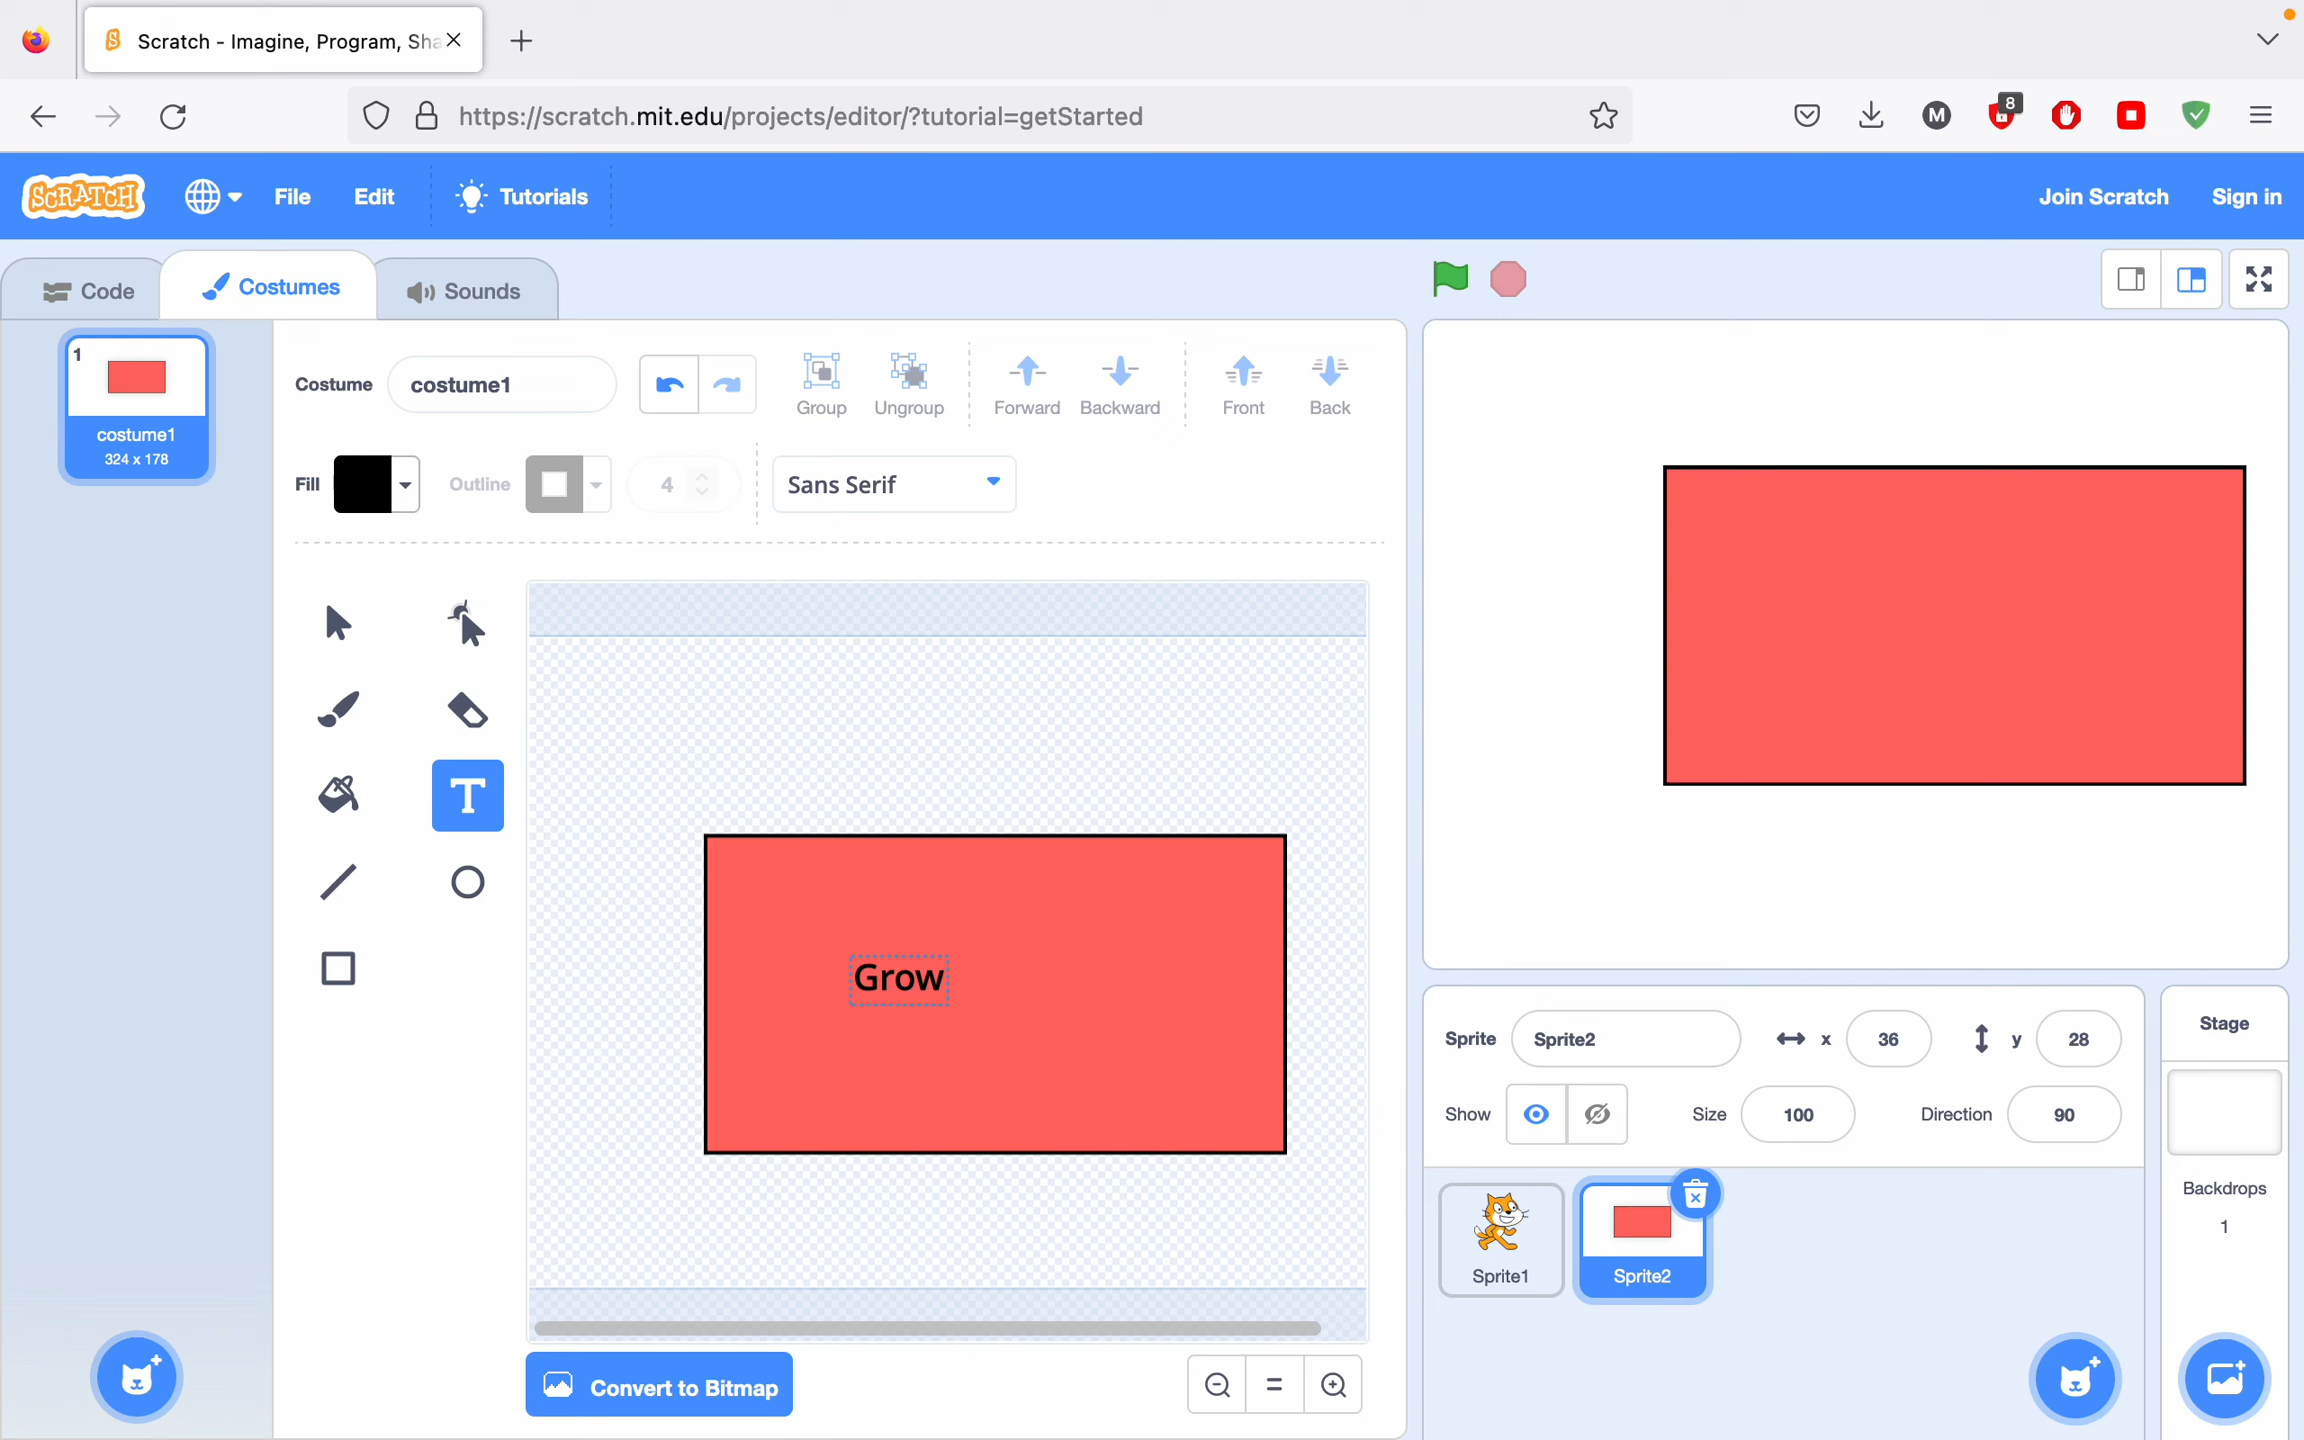 Scratch - Imagine, Program, Sha
https://scratch.mit.edu/projects/editor/?tutorial=getStarted
8
M
SCRATCH
File
Edit
Tutorials
Join Scratch
Sign in
Code
Costumes
Sounds
1
costume1
324 x 178
Costume
costume1
Group
Ungroup
Forward
Backward
Front
Back
Fill
Outline
4
Sans Serif
T
Grow
Convert to Bitmap
Sprite
Sprite2
x
36
y
28
Show
Size
100
Direction
90
Sprite1
Sprite2
Stage
Backdrops
1